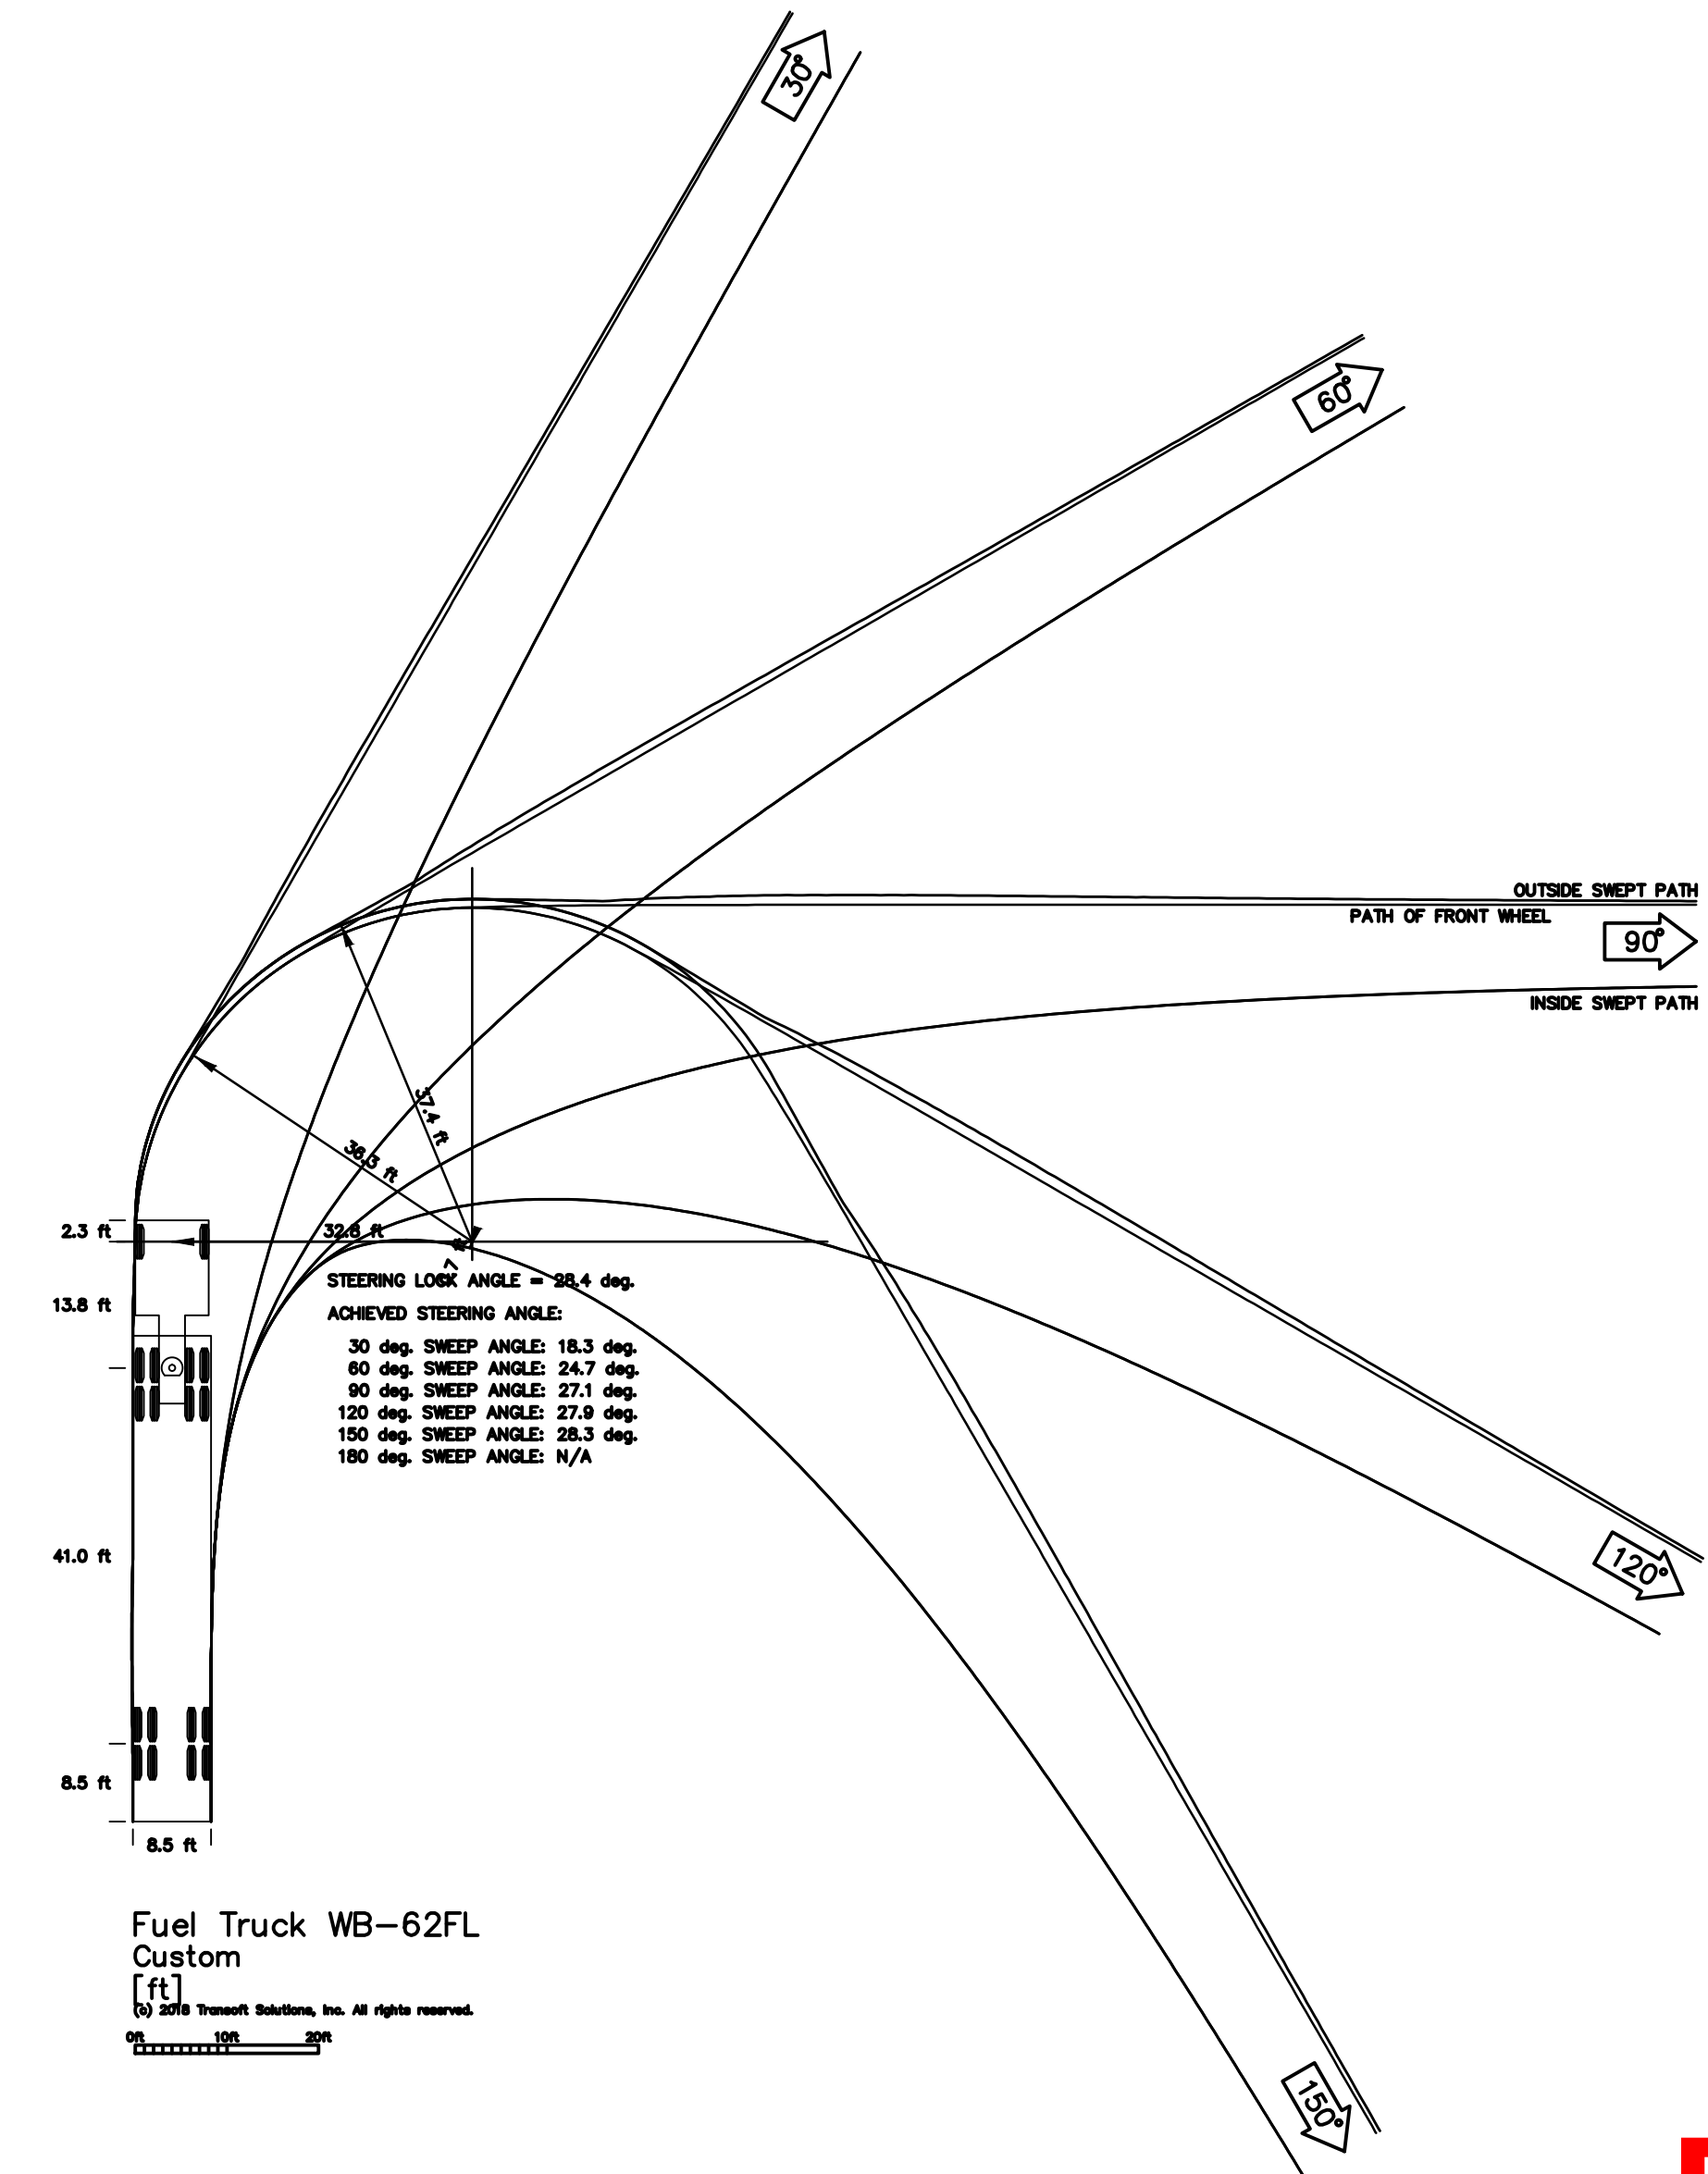 30°
60°
OUTSIDE SWEPT PATH
PATH OF FRONT WHEEL
90°
INSIDE SWEPT PATH
37.4 ft
36.3 ft
2.3 ft
32.8 ft
STEERING LOCK ANGLE = 28.4 deg.
13.8 ft
ACHIEVED STEERING ANGLE:
30 deg. SWEEP ANGLE: 18.3 deg.
60 deg. SWEEP ANGLE: 24.7 deg.
90 deg. SWEEP ANGLE: 27.1 deg.
120 deg. SWEEP ANGLE: 27.9 deg.
150 deg. SWEEP ANGLE: 28.3 deg.
180 deg. SWEEP ANGLE: N/A
41.0 ft
120°
8.5 ft
8.5 ft
Fuel Truck WB-62FL
Custom
[ft]
(c) 2018 Transoft Solutions, Inc. All rights reserved.
0ft 10ft 20ft
150°